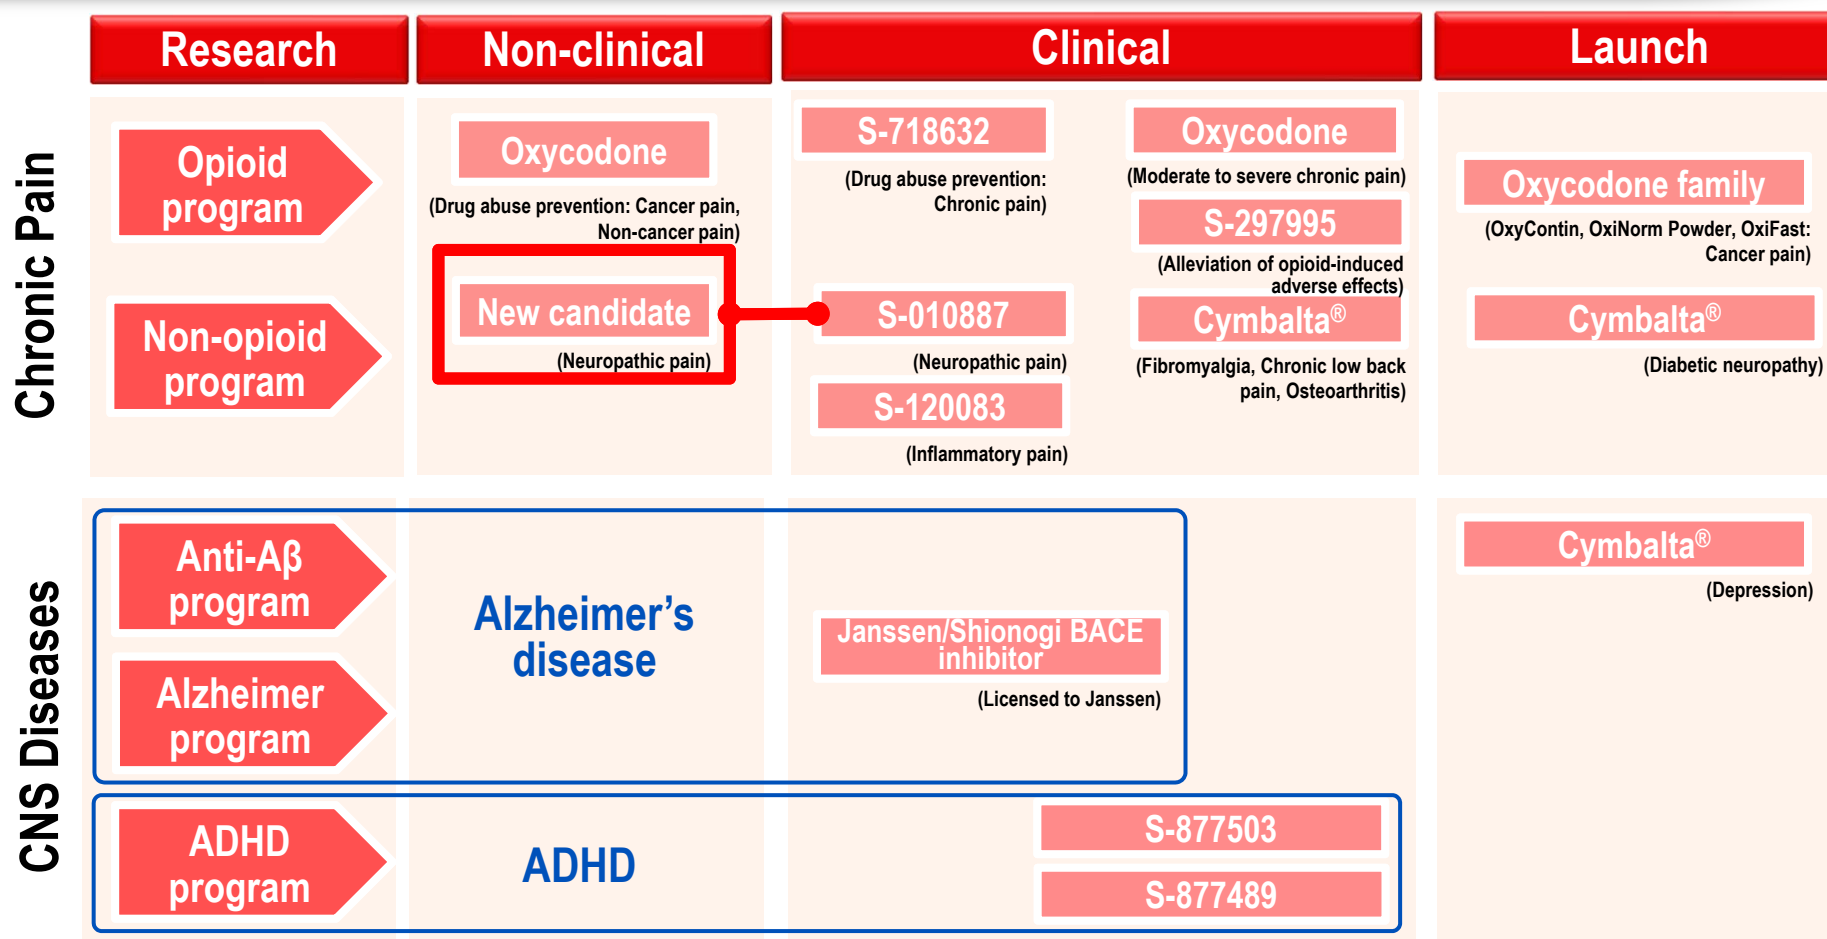 Research
Non-clinical
Clinical
Launch
Chronic Pain
Opioid
program
Non-opioid
program
Oxycodone
(Drug abuse prevention: Cancer pain,
Non-cancer pain)
New candidate
(Neuropathic pain)
S-718632
(Drug abuse prevention:
Chronic pain)
S-010887
(Neuropathic pain)
S-120083
(Inflammatory pain)
Oxycodone
(Moderate to severe chronic pain)
S-297995
(Alleviation of opioid-induced
adverse effects)
Cymbalta®
(Fibromyalgia, Chronic low back
pain, Osteoarthritis)
Oxycodone family
(OxyContin, OxiNorm Powder, OxiFast:
Cancer pain)
Cymbalta®
(Diabetic neuropathy)
CNS Diseases
Anti-Aβ
program
Alzheimer
program
Alzheimer's
disease
Janssen/Shionogi BACE
inhibitor
(Licensed to Janssen)
Cymbalta®
(Depression)
ADHD
program
ADHD
S-877503
S-877489